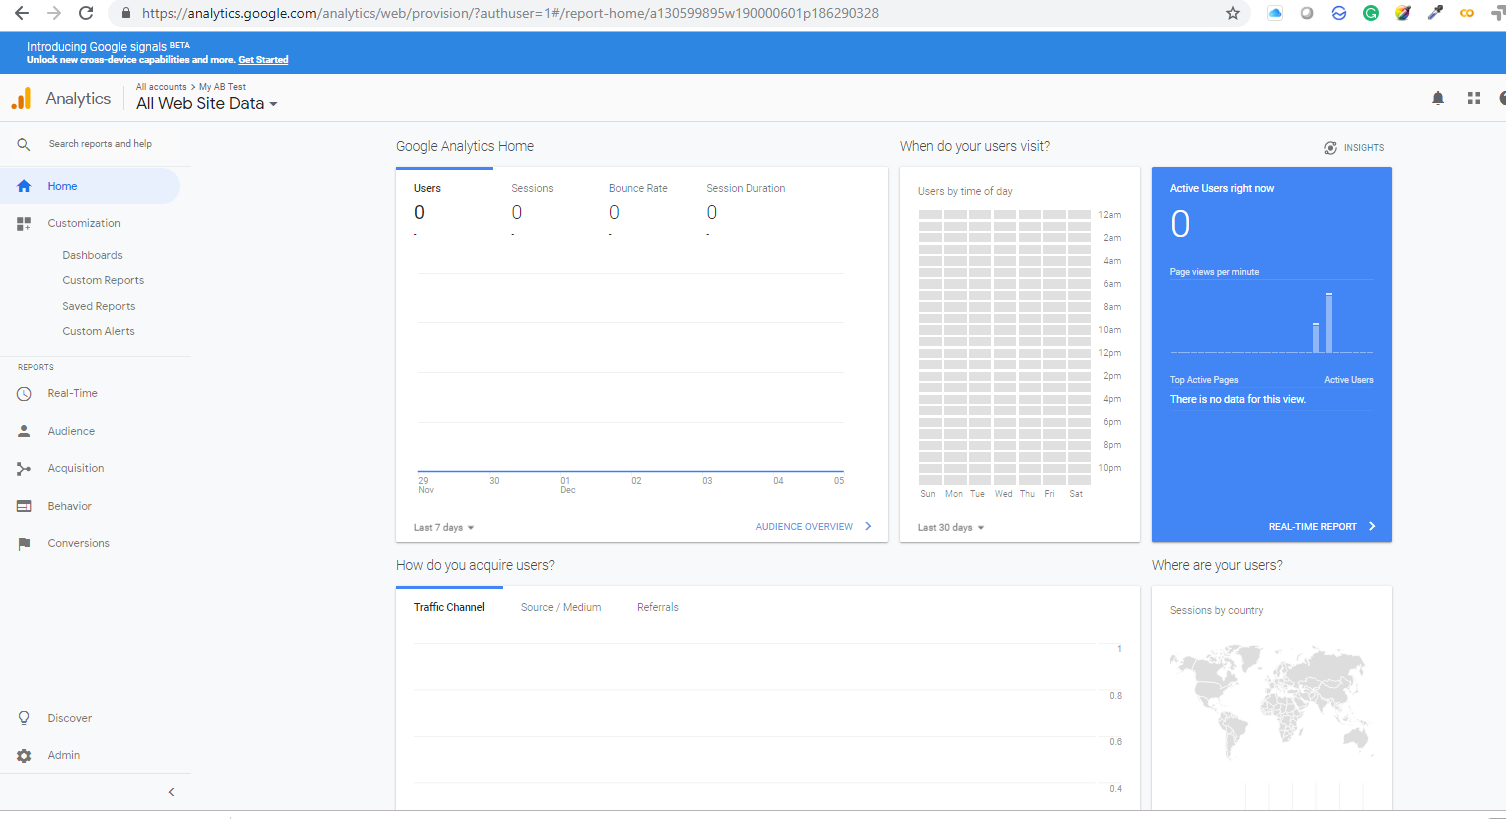 https://analytics.google.com/analytics/web/provision/?authuser=1#/report-home/a130599895w190000601p186290328
Introducing Google signals BETA
Unlock new cross-device capabilities and more. Get Started
Analytics
All accounts > My AB Test
All Web Site Data
Search reports and help
Home
Customization
Dashboards
Custom Reports
Saved Reports
Custom Alerts
REPORTS
Real-Time
Audience
Acquisition
Behavior
Conversions
Discover
Admin
Google Analytics Home
Users Sessions Bounce Rate Session Duration
0 0 0 0
- - - -
29 30 01 02 03 04 05
Nov Dec
Last 7 days
AUDIENCE OVERVIEW
When do your users visit?
Users by time of day
12am
2am
4am
6am
8am
10am
12pm
2pm
4pm
6pm
8pm
10pm
Sun Mon Tue Wed Thu Fri Sat
Last 30 days
INSIGHTS
Active Users right now
0
Page views per minute
Top Active Pages Active Users
There is no data for this view.
REAL-TIME REPORT
How do you acquire users?
Traffic Channel Source / Medium Referrals
1
0.8
0.6
0.4
Where are your users?
Sessions by country